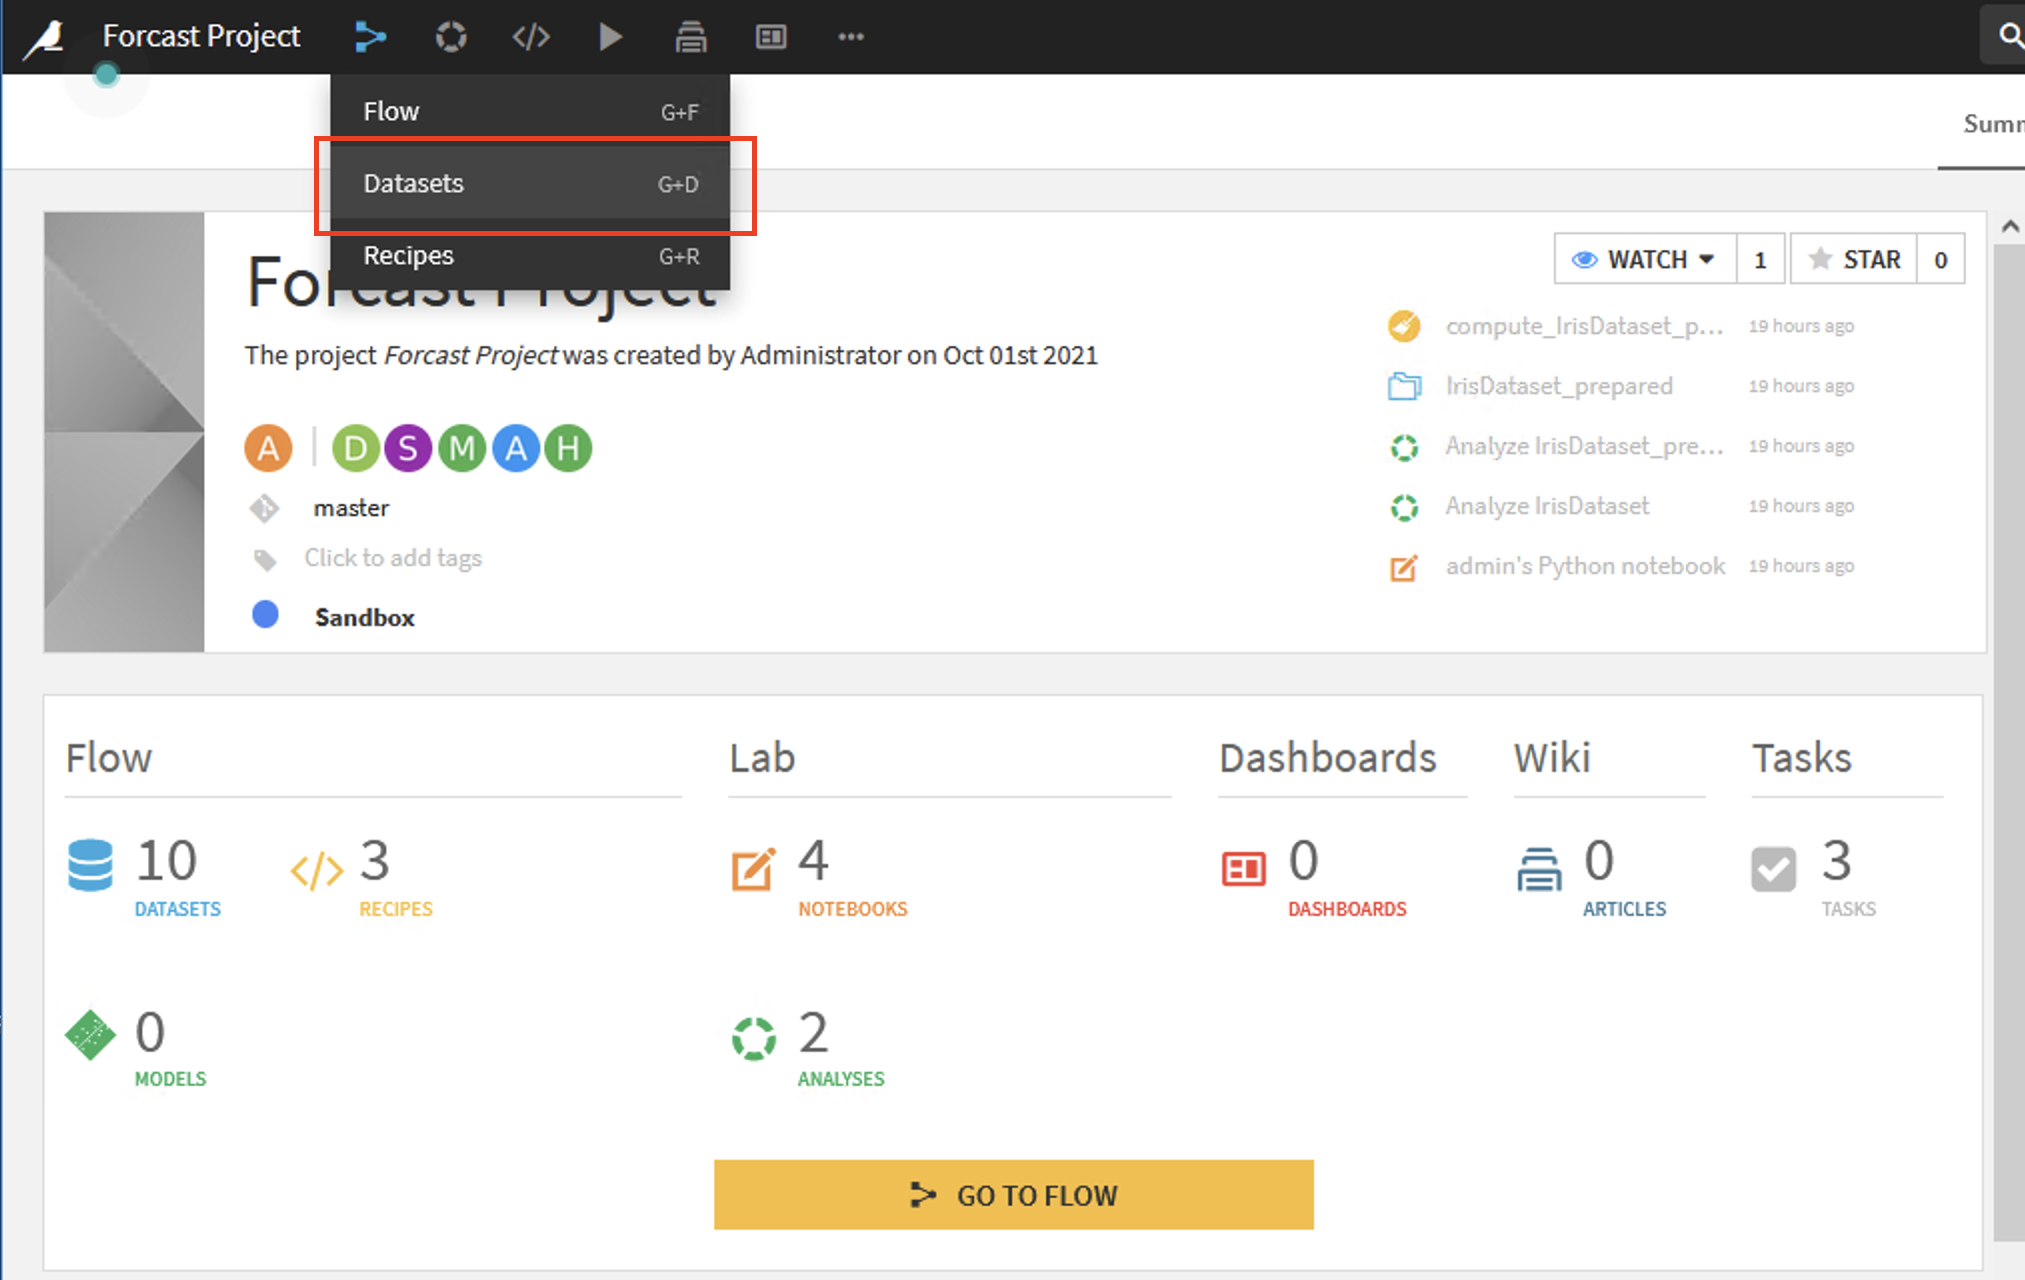 Forcast Project
Flow G+F
Datasets G+D
Recipes G+R
Summ
Forcast Project
The project Forcast Project was created by Administrator on Oct 01st 2021
A D S M A H
master
Click to add tags
Sandbox
WATCH 1 STAR 0
compute_IrisDataset_p... 19 hours ago
IrisDataset_prepared 19 hours ago
Analyze IrisDataset_pre... 19 hours ago
Analyze IrisDataset 19 hours ago
admin's Python notebook 19 hours ago
Flow
10
DATASETS
3
RECIPES
0
MODELS
Lab
4
NOTEBOOKS
2
ANALYSES
Dashboards
0
DASHBOARDS
Wiki
0
ARTICLES
Tasks
3
TASKS
GO TO FLOW